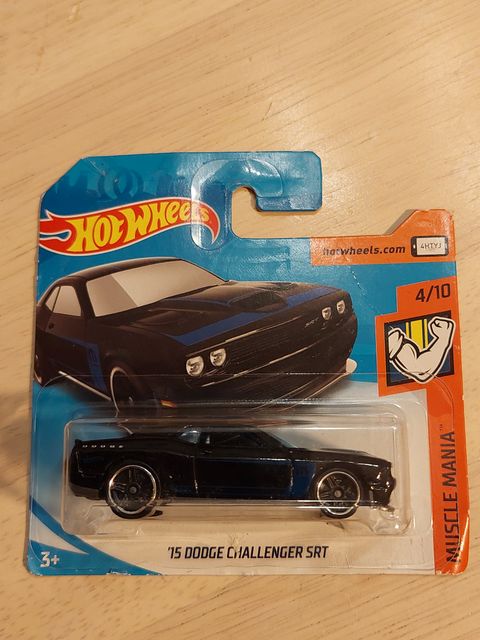 HOT WHEELS
hotwheels.com
4HTYJ
4/10
MUSCLE MANIA™
DODGE
'15 DODGE CHALLENGER SRT
3+